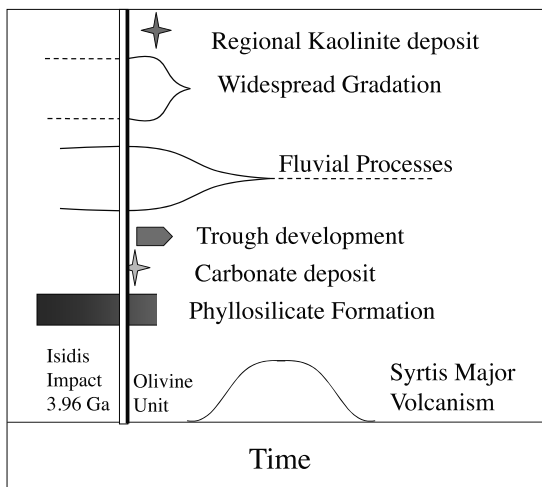 Regional Kaolinite deposit
Widespread Gradation
Fluvial Processes
Trough development
Carbonate deposit
Phyllosilicate Formation
Isidis
Impact
3.96 Ga
Olivine
Unit
Syrtis Major
Volcanism
Time